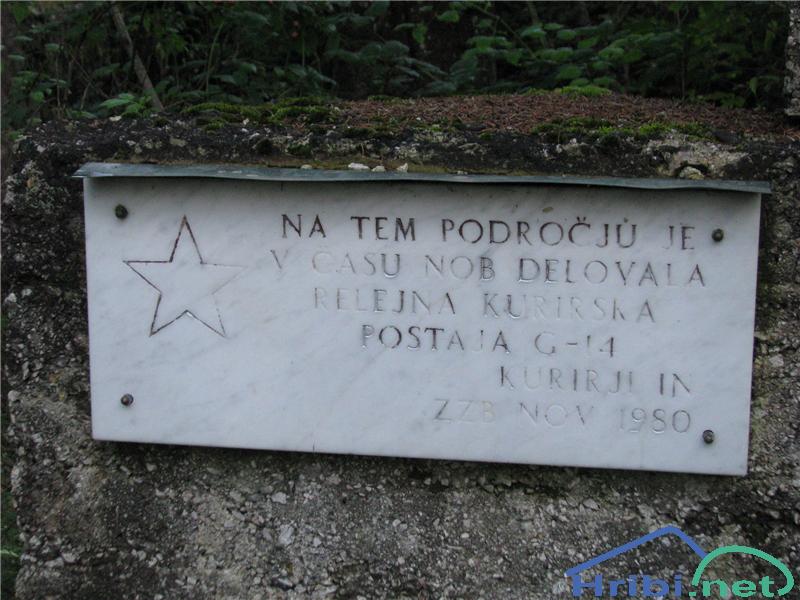 NA TEM PODROČJU JE
V ČASU NOB DELOVALA
RELEJNA KURIRSKA
POSTAJA G-14
KURIRJI IN
ZZB NOV 1980
Hribi.net